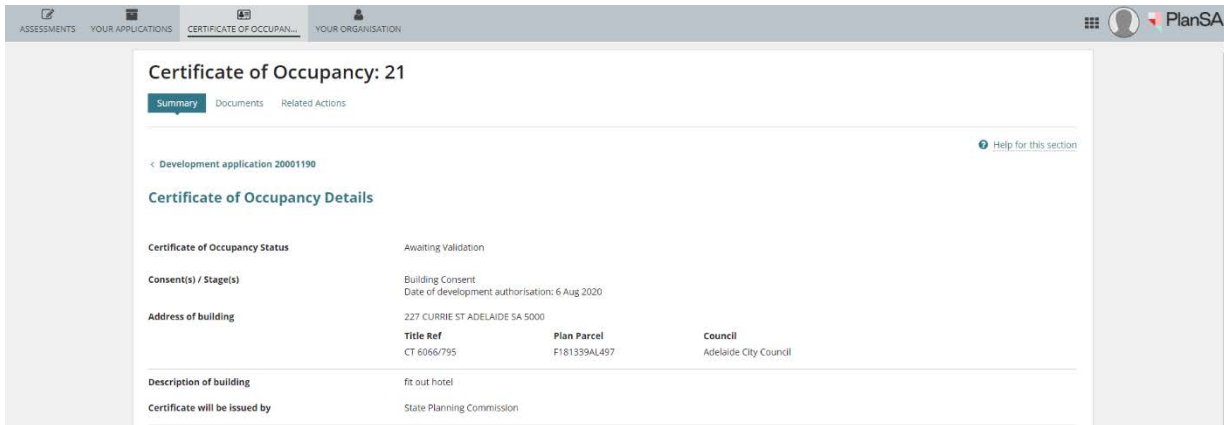 ASSESSMENTS YOUR APPLICATIONS CERTIFICATE OF OCCUPAN... YOUR ORGANISATION
PlanSA
Certificate of Occupancy: 21
Summary Documents Related Actions
? Help for this section
< Development application 20001190
Certificate of Occupancy Details
Certificate of Occupancy Status Awaiting Validation
Consent(s) / Stage(s) Building Consent
Date of development authorisation: 6 Aug 2020
Address of building 227 CURRIE ST ADELAIDE SA 5000
Title Ref Plan Parcel Council
CT 6066/795 F181339AL497 Adelaide City Council
Description of building fit out hotel
Certificate will be issued by State Planning Commission